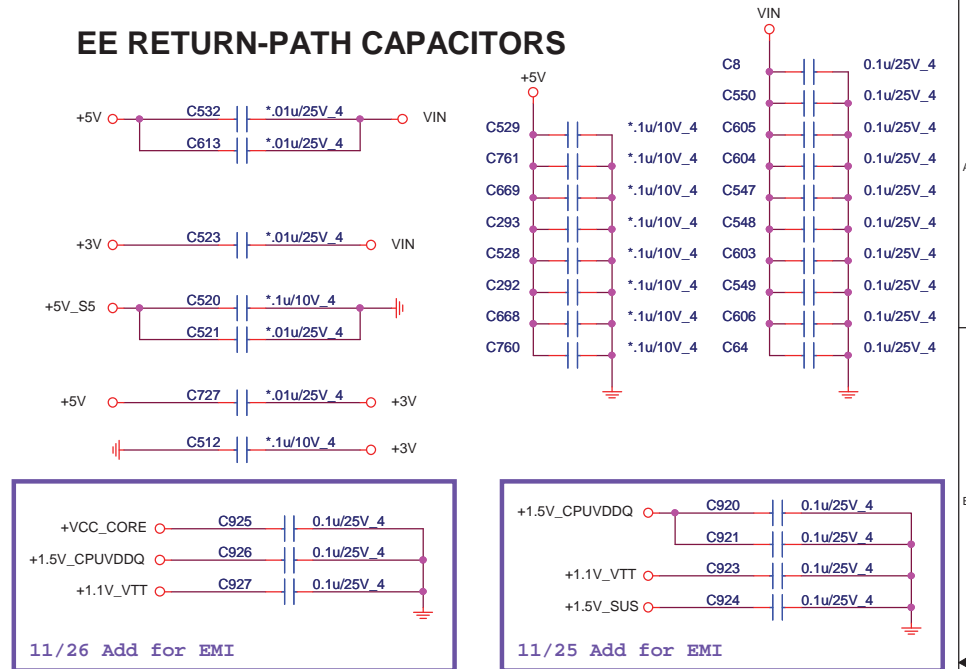 EE RETURN-PATH CAPACITORS
+5V C532 *.01u/25V_4 VIN
C613 *.01u/25V_4
+3V C523 *.01u/25V_4 VIN
+5V_S5 C520 *.1u/10V_4
C521 *.01u/25V_4
+5V C727 *.01u/25V_4 +3V
C512 *.1u/10V_4 +3V
+5V
C529 *.1u/10V_4
C761 *.1u/10V_4
C669 *.1u/10V_4
C293 *.1u/10V_4
C528 *.1u/10V_4
C292 *.1u/10V_4
C668 *.1u/10V_4
C760 *.1u/10V_4
VIN
C8 0.1u/25V_4
C550 0.1u/25V_4
C605 0.1u/25V_4
C604 0.1u/25V_4
C547 0.1u/25V_4
C548 0.1u/25V_4
C603 0.1u/25V_4
C549 0.1u/25V_4
C606 0.1u/25V_4
C64 0.1u/25V_4
+VCC_CORE C925 0.1u/25V_4
+1.5V_CPUVDDQ C926 0.1u/25V_4
+1.1V_VTT C927 0.1u/25V_4
11/26 Add for EMI
+1.5V_CPUVDDQ C920 0.1u/25V_4
C921 0.1u/25V_4
+1.1V_VTT C923 0.1u/25V_4
+1.5V_SUS C924 0.1u/25V_4
11/25 Add for EMI